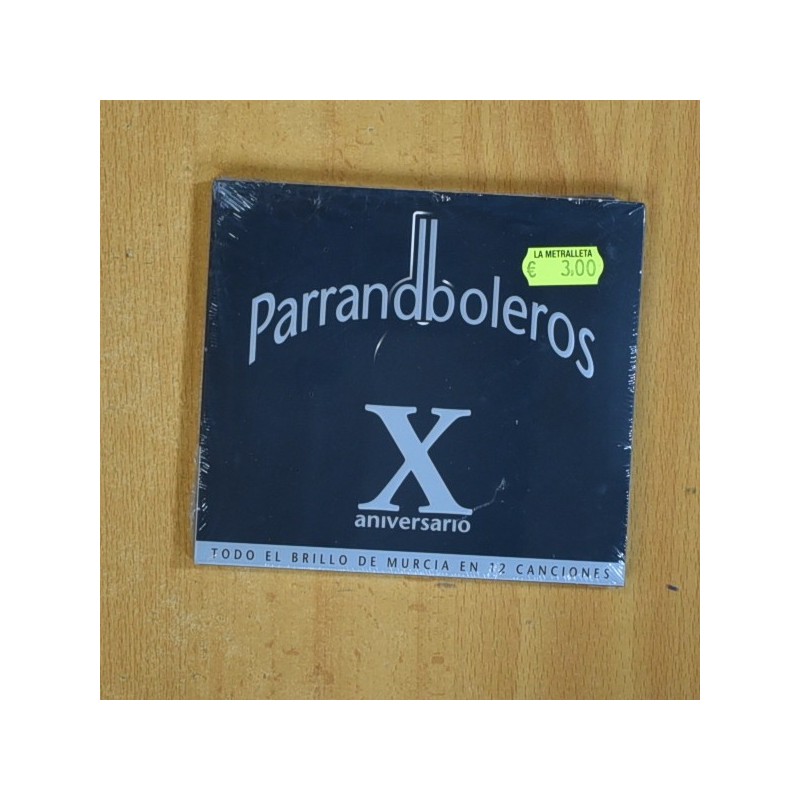 LA METRALLETA
€ 3,00
Parrandboleros
X
aniversario
TODO EL BRILLO DE MURCIA EN 12 CANCIONES